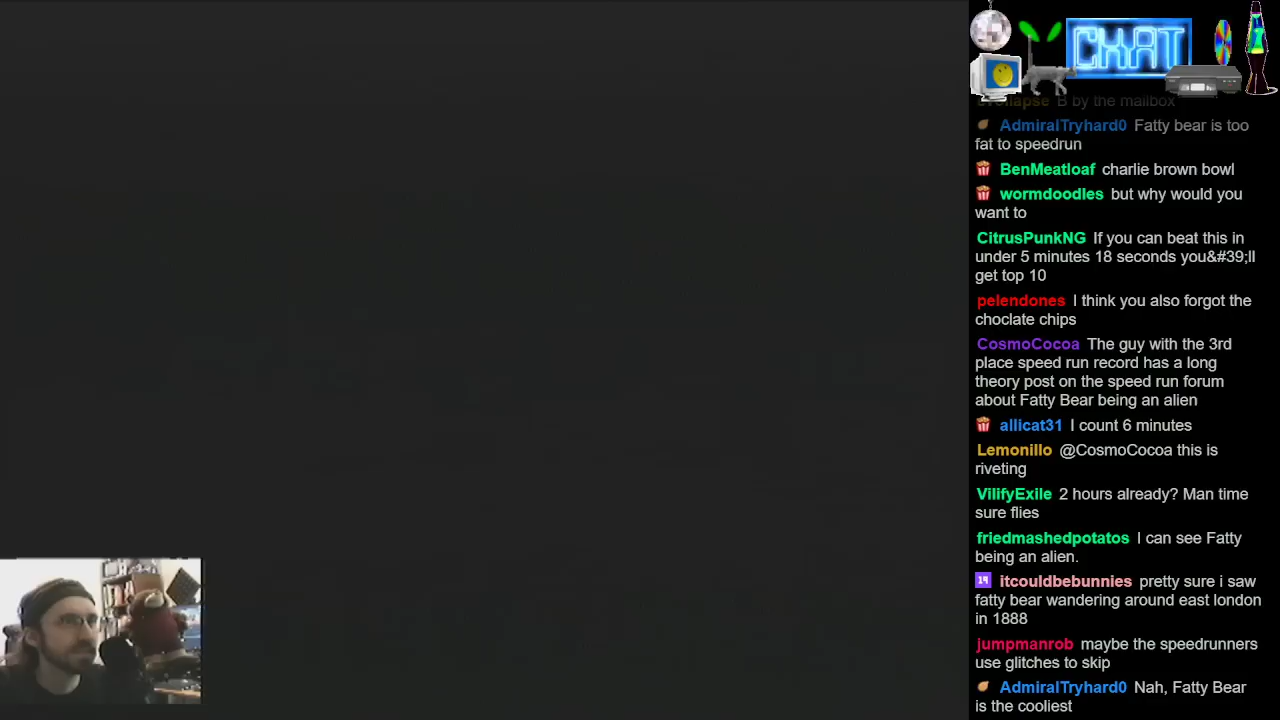 CHAT
evCollapse B by the mailbox
AdmiralTryhard0 Fatty bear is too
fat to speedrun
BenMeatloaf charlie brown bowl
wormdoodles but why would you
want to
CitrusPunkNG If you can beat this in
under 5 minutes 18 seconds you&#39;ll
get top 10
pelendones I think you also forgot the
choclate chips
CosmoCocoa The guy with the 3rd
place speed run record has a long
theory post on the speed run forum
about Fatty Bear being an alien
allicat31 I count 6 minutes
Lemonillo @CosmoCocoa this is
riveting
VilifyExile 2 hours already? Man time
sure flies
friedmashedpotatos I can see Fatty
being an alien.
14 itcouldbebunnies pretty sure i saw
fatty bear wandering around east london
in 1888
jumpmanrob maybe the speedrunners
use glitches to skip
AdmiralTryhard0 Nah, Fatty Bear
is the cooliest